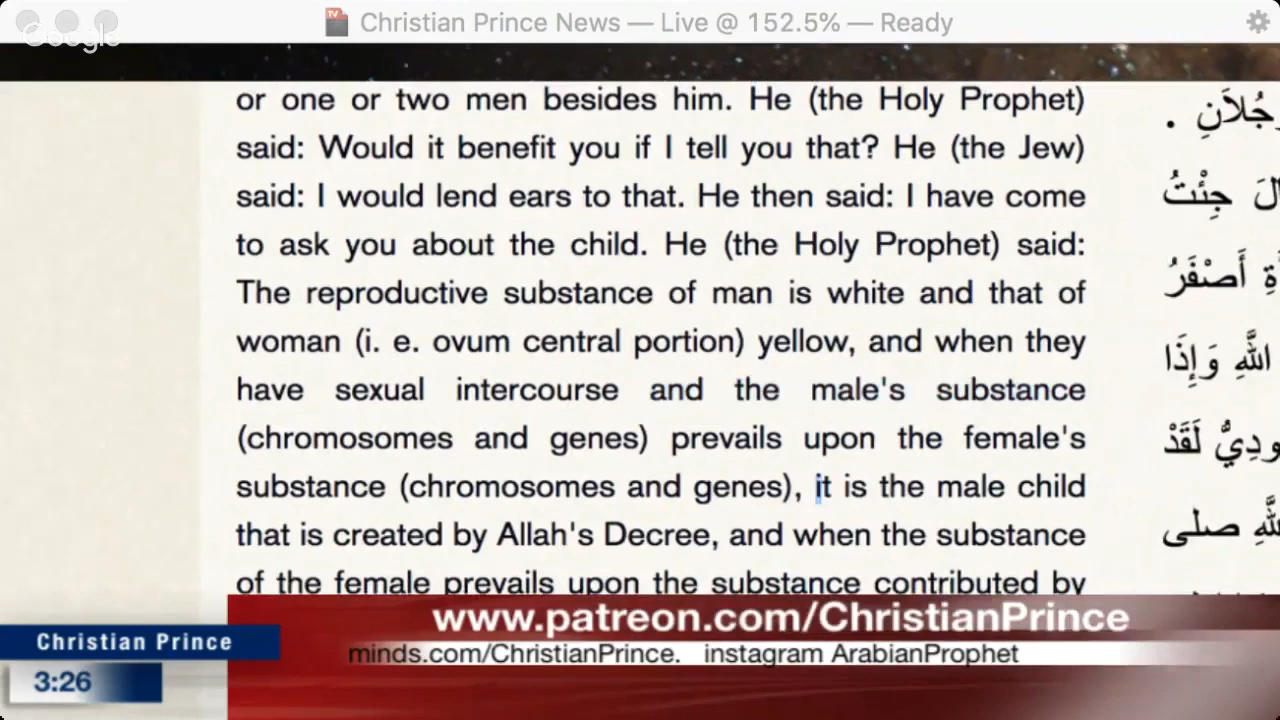 Christian Prince News — Live @ 152.5% — Ready
Google
or one or two men besides him. He (the Holy Prophet)
said: Would it benefit you if I tell you that? He (the Jew)
said: I would lend ears to that. He then said: I have come
to ask you about the child. He (the Holy Prophet) said:
The reproductive substance of man is white and that of
woman (i. e. ovum central portion) yellow, and when they
have sexual intercourse and the male's substance
(chromosomes and genes) prevails upon the female's
substance (chromosomes and genes), it is the male child
that is created by Allah's Decree, and when the substance
of the female prevails upon the substance contributed by
رَجُلاَنِ .
جِئْتُ
أَصْفَرُ
اللَّهِ وَإِذَا
لَقَدْ
صلى
www.patreon.com/ChristianPrince
minds.com/ChristianPrince. instagram ArabianProphet
Christian Prince
3:26